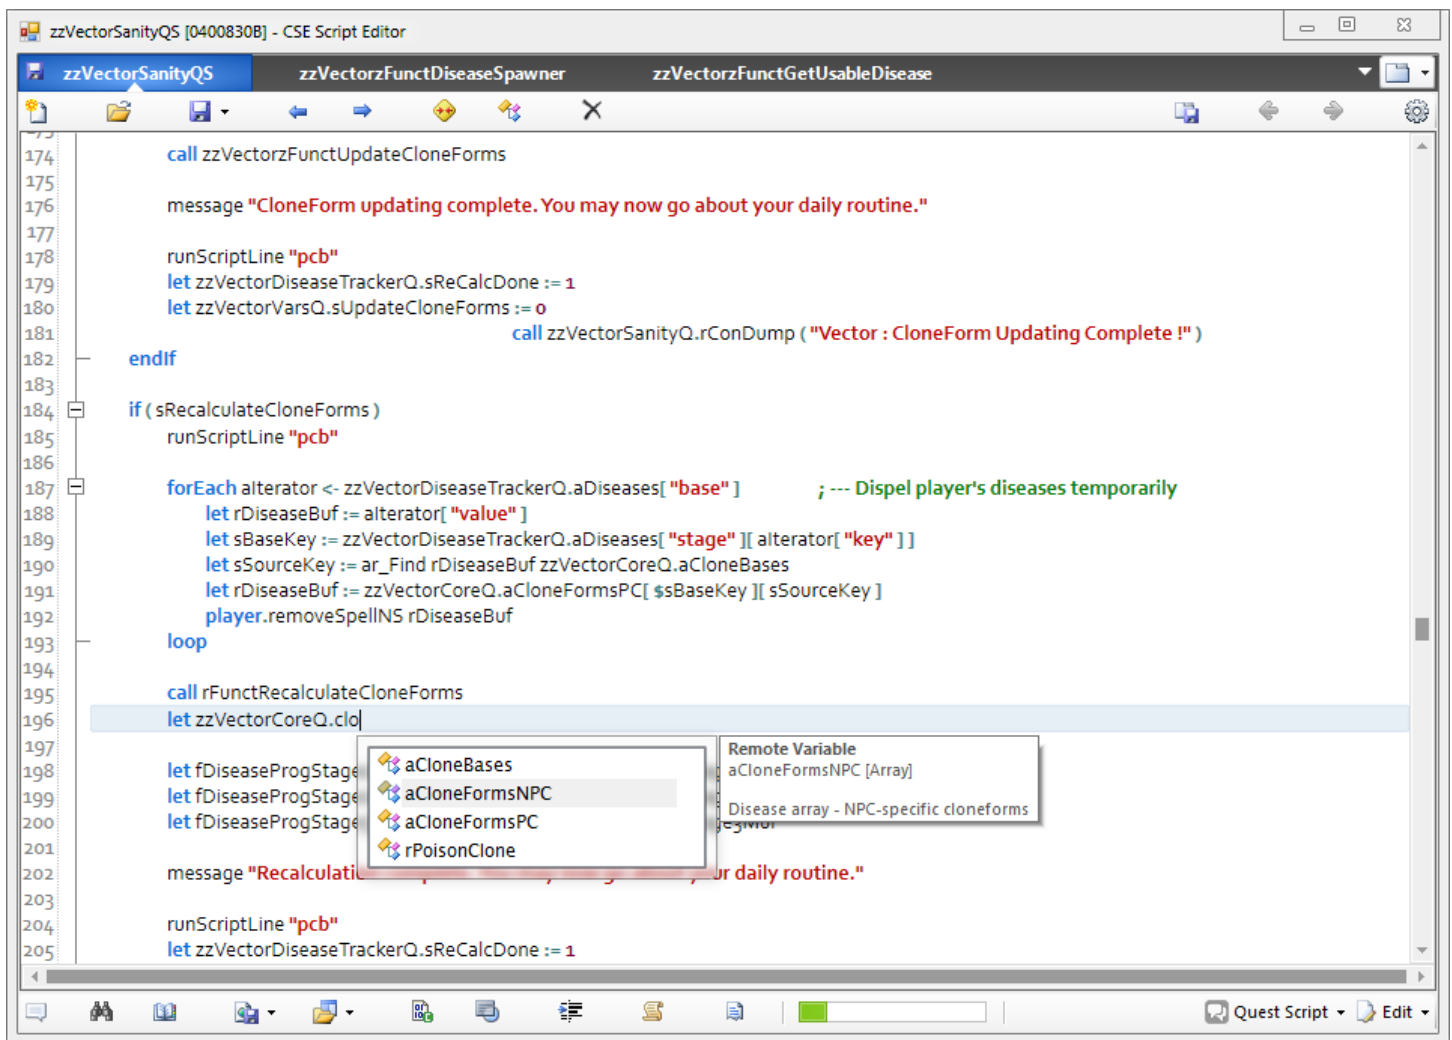 zzVectorSanityQS [0400830B] - CSE Script Editor
zzVectorSanityQS zzVectorzFunctDiseaseSpawner zzVectorzFunctGetUsableDisease
174 call zzVectorzFunctUpdateCloneForms
175
176 message "CloneForm updating complete. You may now go about your daily routine."
177
178 runScriptLine "pcb"
179 let zzVectorDiseaseTrackerQ.sReCalcDone := 1
180 let zzVectorVarsQ.sUpdateCloneForms := 0
181 call zzVectorSanityQ.rConDump ( "Vector : CloneForm Updating Complete !" )
182 endIf
183
184 if ( sRecalculateCloneForms )
185 runScriptLine "pcb"
186
187 forEach aIterator <- zzVectorDiseaseTrackerQ.aDiseases[ "base" ] ; --- Dispel player's diseases temporarily
188 let rDiseaseBuf := aIterator[ "value" ]
189 let sBaseKey := zzVectorDiseaseTrackerQ.aDiseases[ "stage" ][ aIterator[ "key" ] ]
190 let sSourceKey := ar_Find rDiseaseBuf zzVectorCoreQ.aCloneBases
191 let rDiseaseBuf := zzVectorCoreQ.aCloneFormsPC[ $sBaseKey ][ sSourceKey ]
192 player.removeSpellNS rDiseaseBuf
193 loop
194
195 call rFunctRecalculateCloneForms
196 let zzVectorCoreQ.clo
197
198 let fDiseaseProgStage
199 let fDiseaseProgStage
200 let fDiseaseProgStage
201
202 message "Recalculation your daily routine."
203
204 runScriptLine "pcb"
205 let zzVectorDiseaseTrackerQ.sReCalcDone := 1
aCloneBases
aCloneFormsNPC
aCloneFormsPC
rPoisonClone
Remote Variable
aCloneFormsNPC [Array]
Disease array - NPC-specific cloneforms
Quest Script Edit